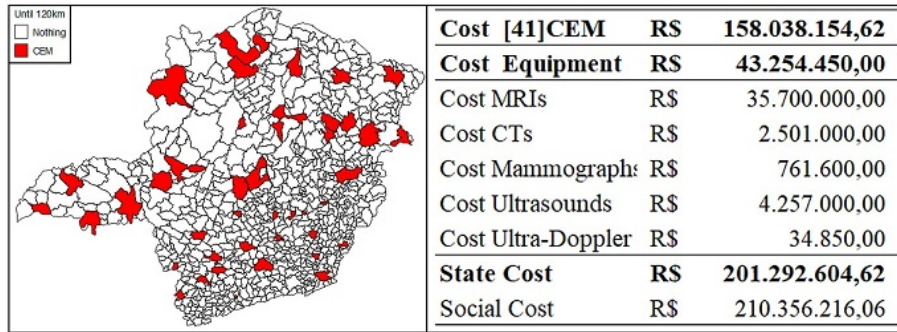 Until 120km
Nothing
CEM
Cost [41]CEM R$ 158.038.154,62
Cost Equipment R$ 43.254.450,00
Cost MRIs R$ 35.700.000,00
Cost CTs R$ 2.501.000,00
Cost Mammographs R$ 761.600,00
Cost Ultrasounds R$ 4.257.000,00
Cost Ultra-Doppler R$ 34.850,00
State Cost R$ 201.292.604,62
Social Cost R$ 210.356.216,06